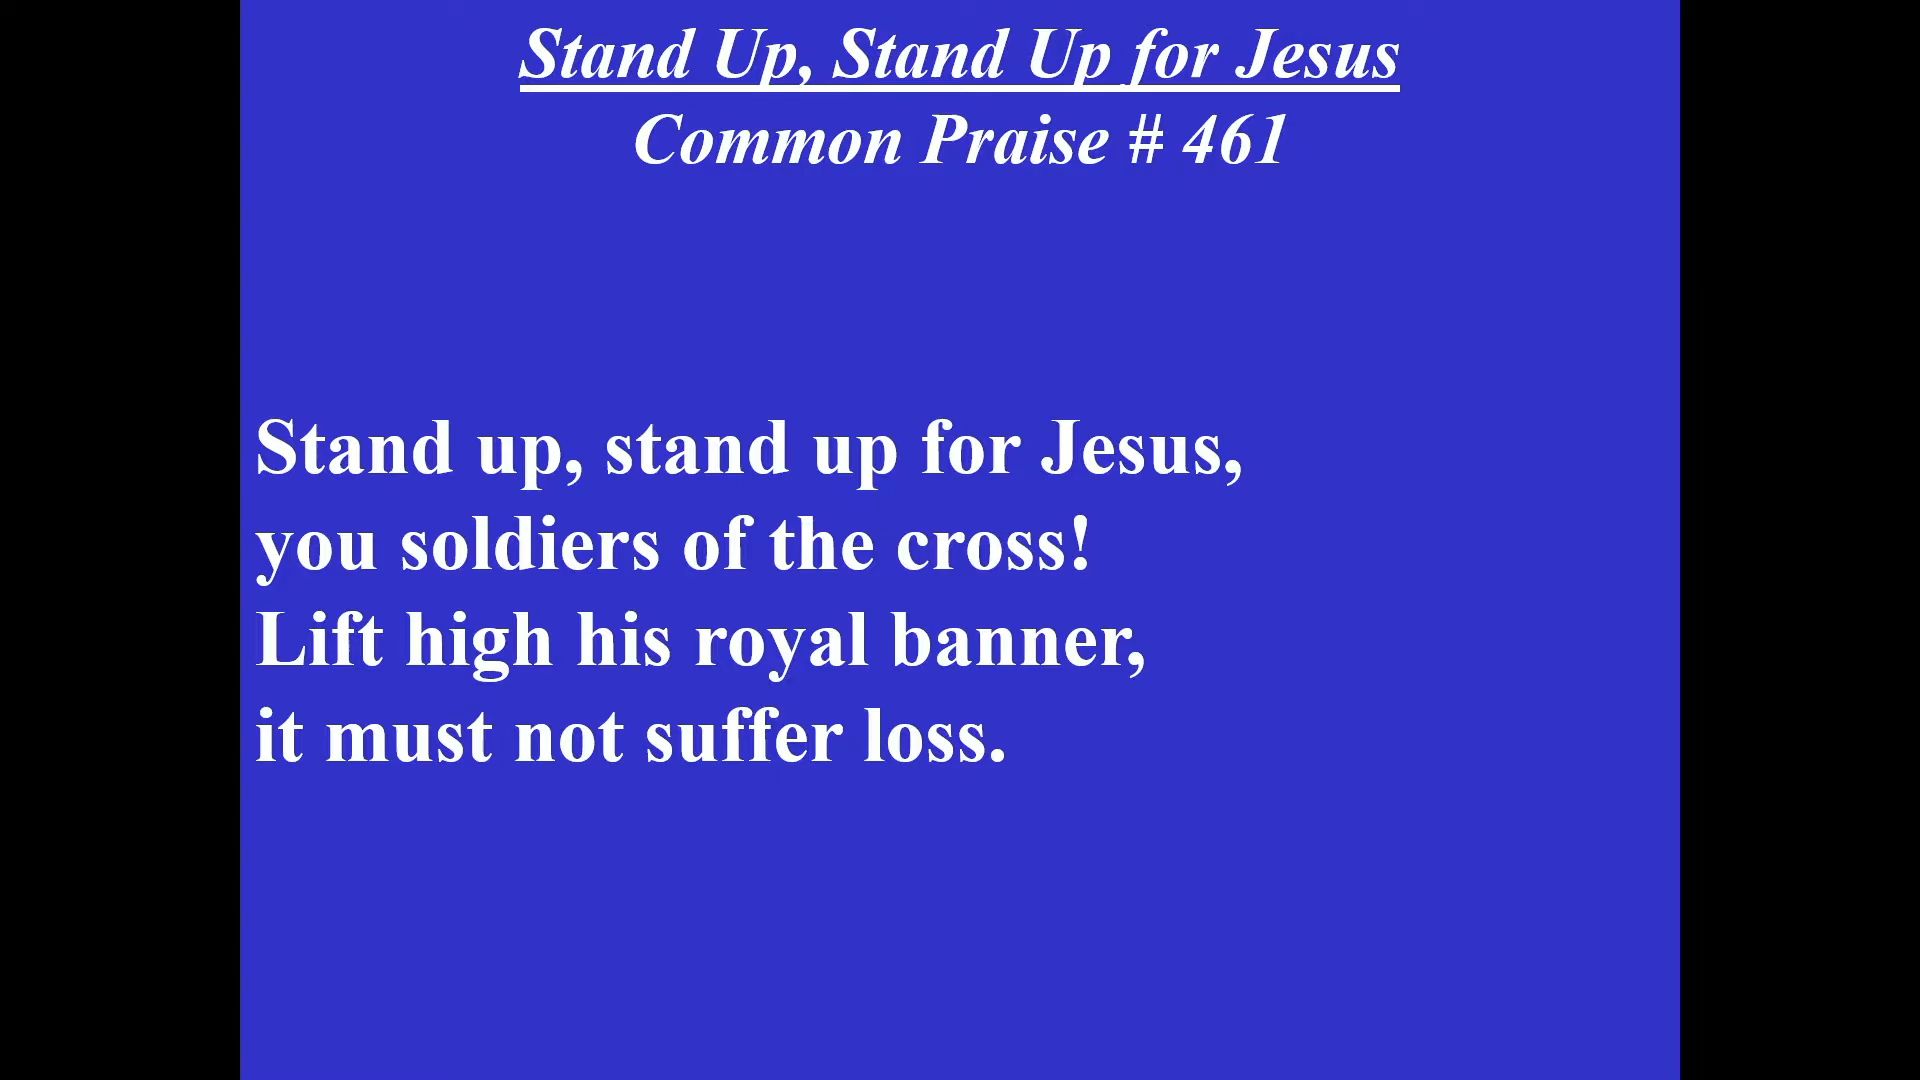 Stand Up, Stand Up for Jesus
Common Praise # 461
Stand up, stand up for Jesus,
you soldiers of the cross!
Lift high his royal banner,
it must not suffer loss.